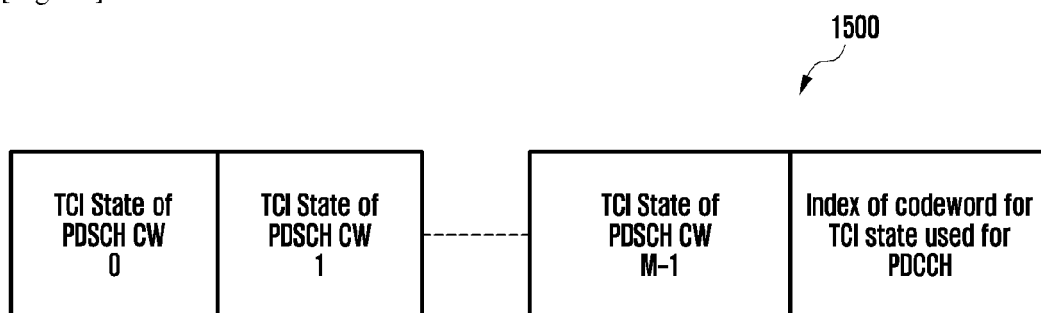 1500
TCI State of
PDSCH CW
0
TCI State of
PDSCH CW
1
TCI State of
PDSCH CW
M-1
Index of codeword for
TCI state used for
PDCCH